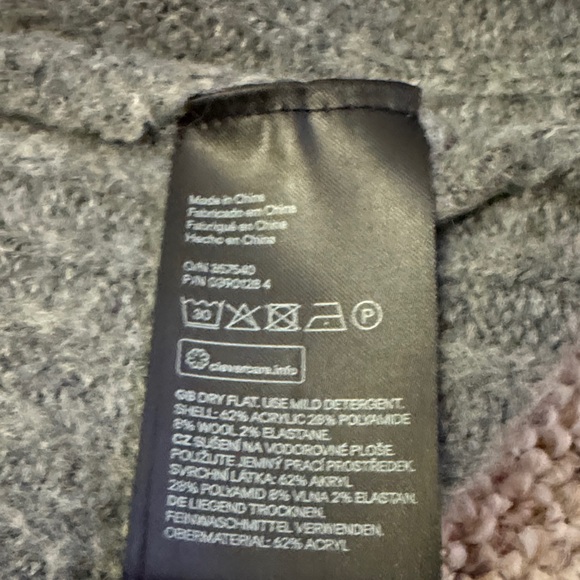 Made in China
Fabricado em China
Fabriqué en China
Hecho en China
O/N 357540
P/N 0390128 4
30 P
clevercare.info
GB DRY FLAT. USE MILD DETERGENT.
SHELL: 62% ACRYLIC 28% POLYAMIDE
8% WOOL 2% ELASTANE.
CZ SUŠENÍ NA VODOROVNÉ PLOŠE.
POUŽIJTE JEMNÝ PRACÍ PROSTŘEDEK.
SVRCHNÍ LÁTKA: 62% AKRYL
28% POLYAMID 8% VLNA 2% ELASTAN.
DE LIEGEND TROCKNEN.
FEINWASCHMITTEL VERWENDEN.
OBERMATERIAL: 62% ACRYL